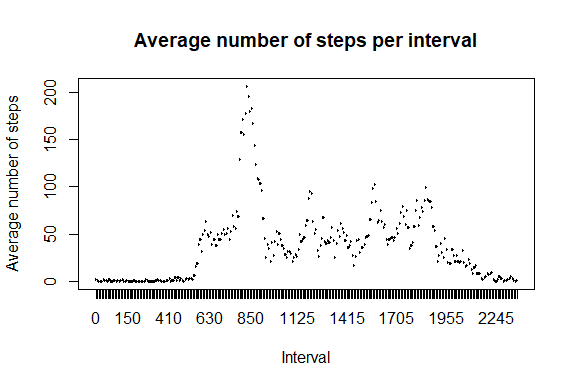 Average number of steps per interval
Average number of steps
200
150
100
50
0
0 150 410 630 850 1125 1415 1705 1955 2245
Interval